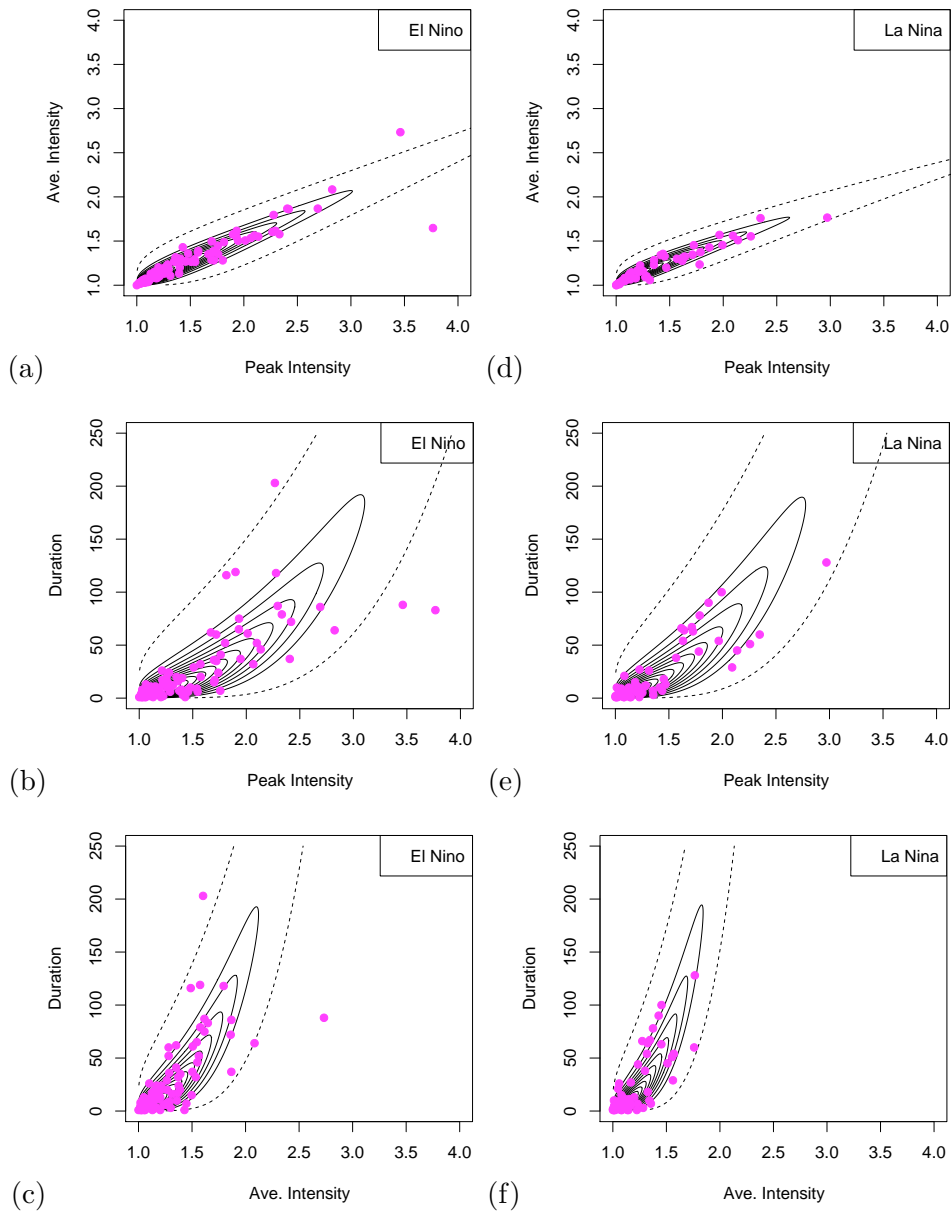 El Nino
4.0
3.5
3.0
2.5
2.0
1.5
1.0
Ave. Intensity
1.0 1.5 2.0 2.5 3.0 3.5 4.0
Peak Intensity
(a)
La Nina
4.0
3.5
3.0
2.5
2.0
1.5
1.0
Ave. Intensity
1.0 1.5 2.0 2.5 3.0 3.5 4.0
Peak Intensity
(d)
El Nino
250
200
150
100
50
0
Duration
1.0 1.5 2.0 2.5 3.0 3.5 4.0
Peak Intensity
(b)
La Nina
250
200
150
100
50
0
Duration
1.0 1.5 2.0 2.5 3.0 3.5 4.0
Peak Intensity
(e)
El Nino
250
200
150
100
50
0
Duration
1.0 1.5 2.0 2.5 3.0 3.5 4.0
Ave. Intensity
(c)
La Nina
250
200
150
100
50
0
Duration
1.0 1.5 2.0 2.5 3.0 3.5 4.0
Ave. Intensity
(f)